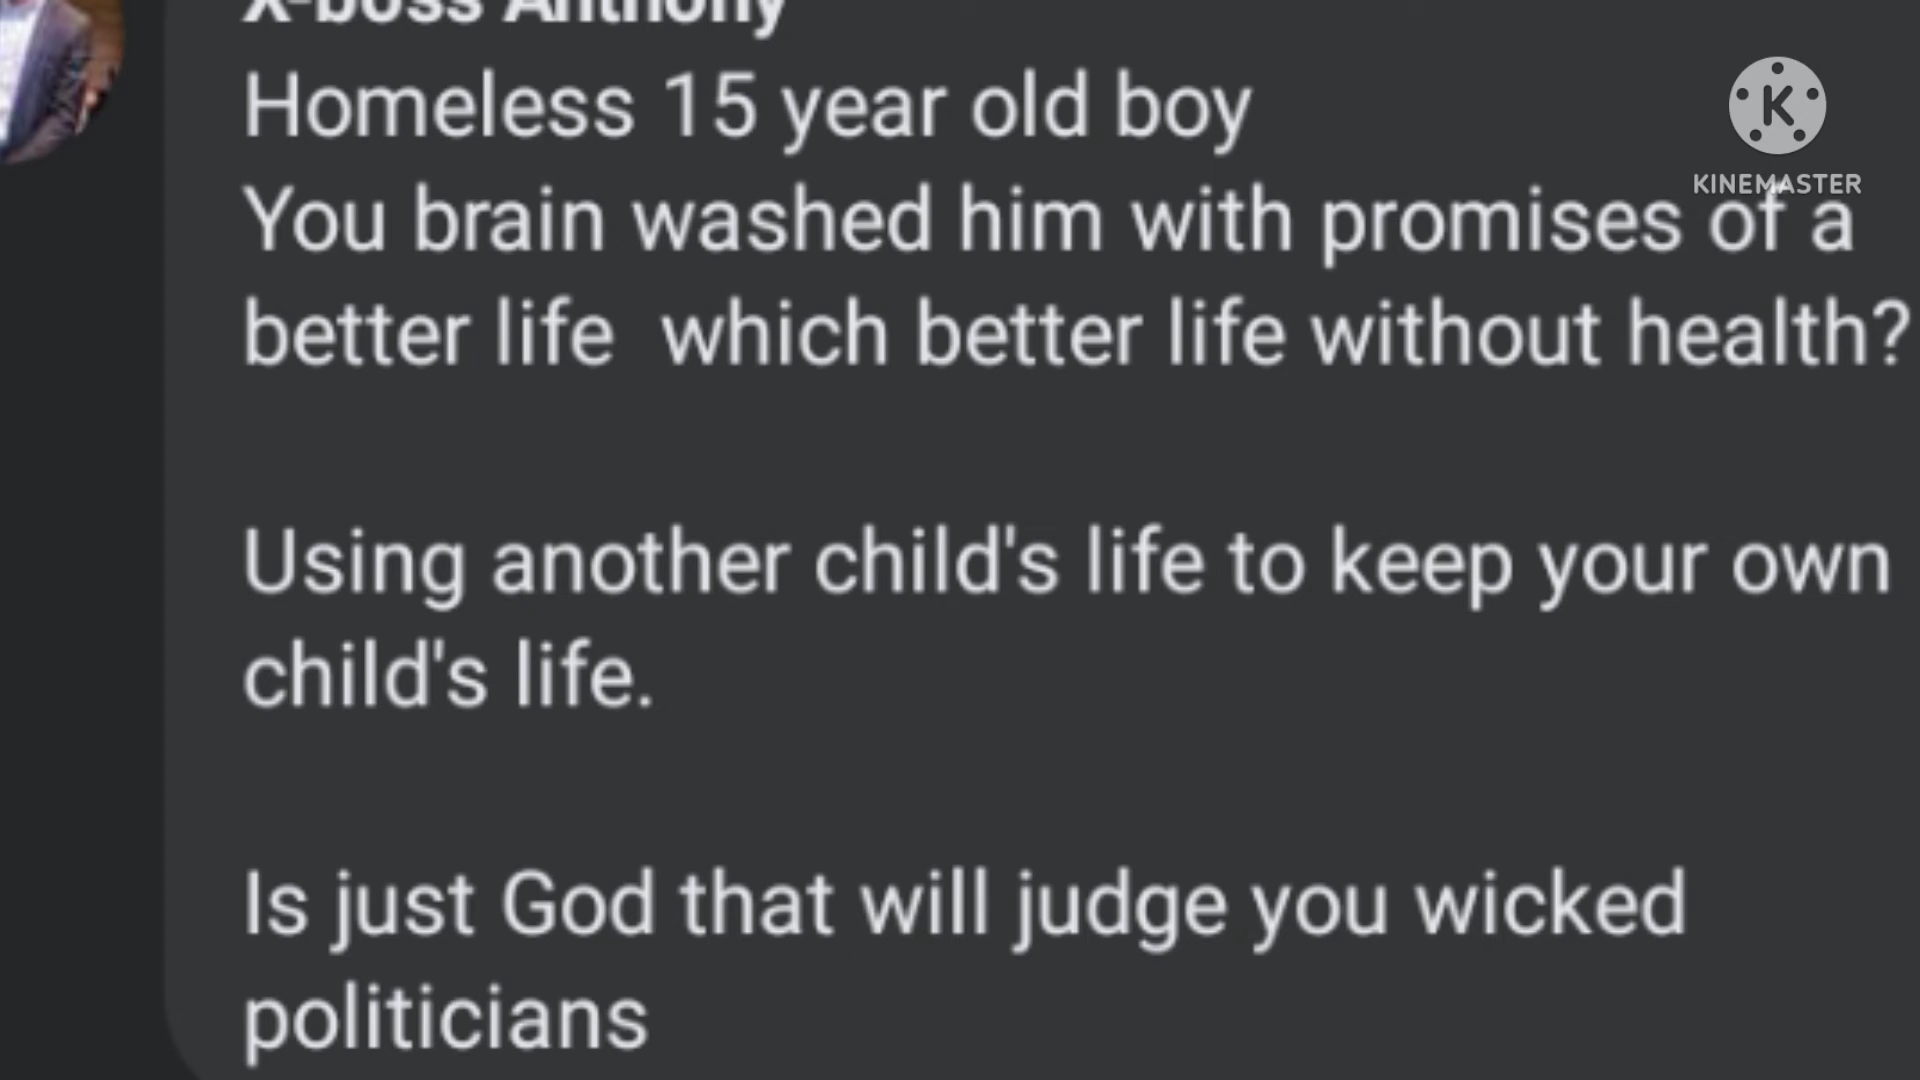 X-boss Anthony
Homeless 15 year old boy
KINEMASTER
You brain washed him with promises of a
better life  which better life without health?
Using another child's life to keep your own
child's life.
Is just God that will judge you wicked
politicians